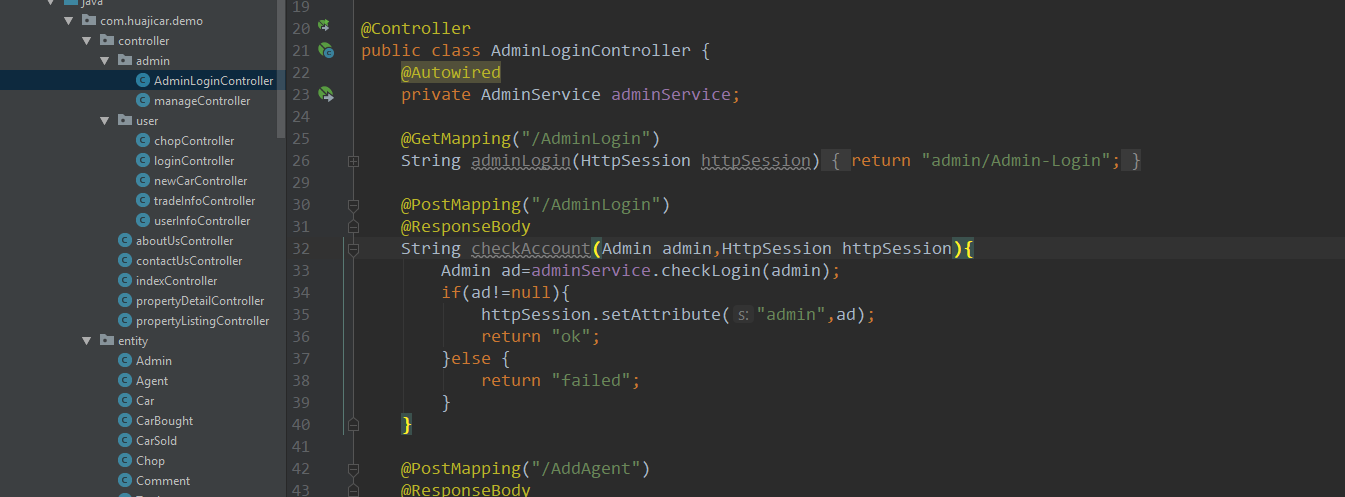 java
com.huajicar.demo
controller
admin
AdminLoginController
manageController
user
chopController
loginController
newCarController
tradeInfoController
userInfoController
aboutUsController
contactUsController
indexController
propertyDetailController
propertyListingController
entity
Admin
Agent
Car
CarBought
CarSold
Chop
Comment
19
20 @Controller
21 public class AdminLoginController {
22 @Autowired
23 private AdminService adminService;
24
25 @GetMapping("/AdminLogin")
26 String adminLogin(HttpSession httpSession) { return "admin/Admin-Login"; }
29
30 @PostMapping("/AdminLogin")
31 @ResponseBody
32 String checkAccount(Admin admin,HttpSession httpSession){
33 Admin ad=adminService.checkLogin(admin);
34 if(ad!=null){
35 httpSession.setAttribute( s: "admin",ad);
36 return "ok";
37 }else {
38 return "failed";
39 }
40 }
41
42 @PostMapping("/AddAgent")
43 @ResponseBody